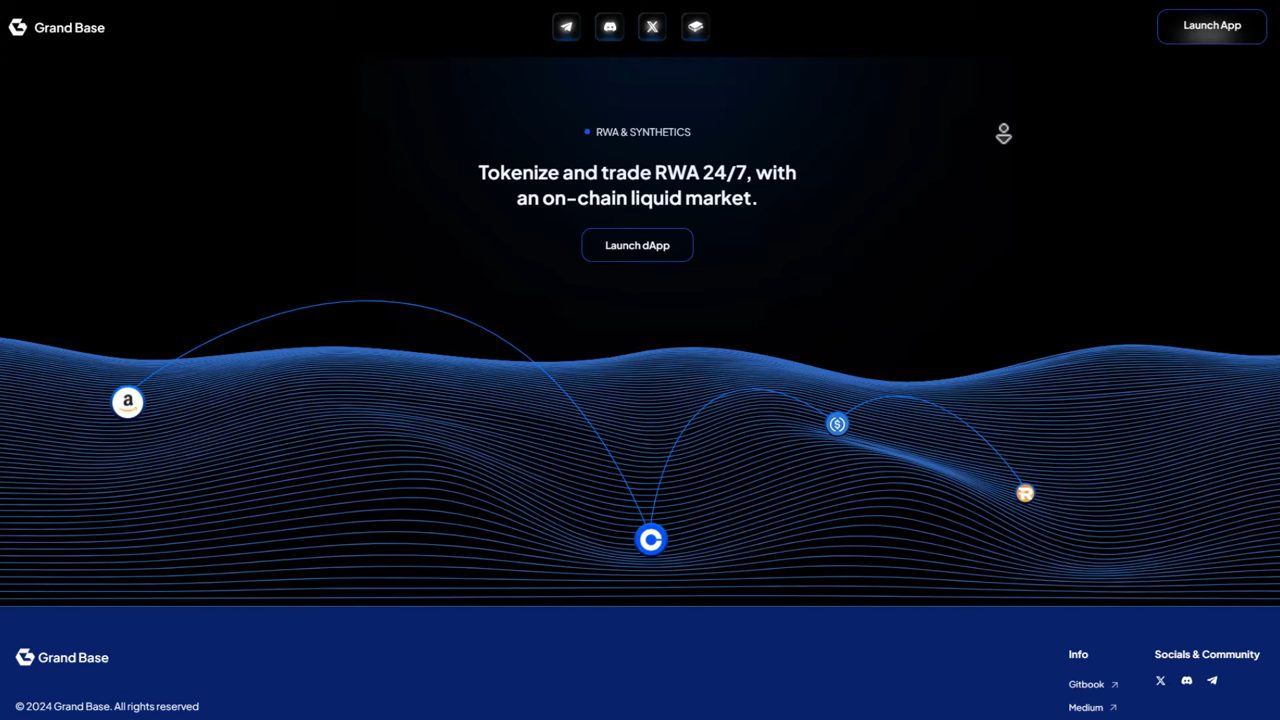 Grand Base
Launch App
RWA & SYNTHETICS
Tokenize and trade RWA 24/7, with
an on-chain liquid market.
Launch dApp
Grand Base
Info
Socials & Community
Gitbook
Medium
© 2024 Grand Base. All rights reserved